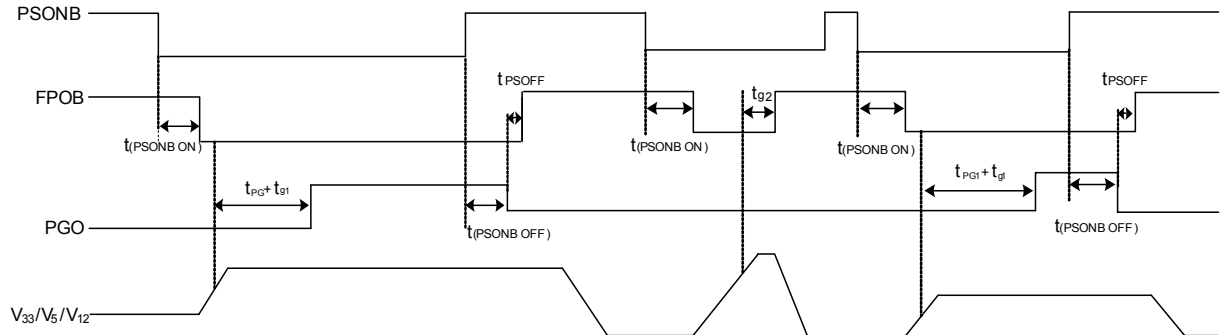 PSONB
tPSOFF
tPSOFF
FPOB
tg2
t(PSONB ON)
t(PSONB ON)
t(PSONB ON)
tPG+tg1
tPG1+tg1
PGO
t(PSONB OFF)
t(PSONB OFF)
V33/V5/V12